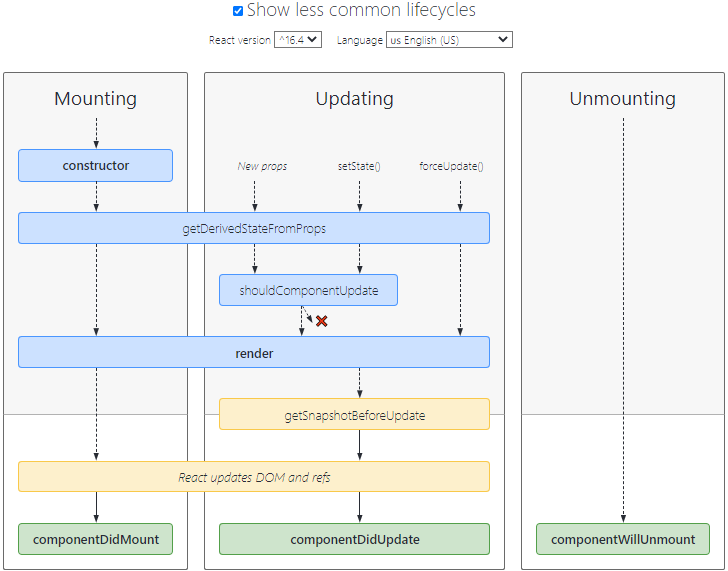 Show less common lifecycles
React version ^16.4 Language us English (US)
Mounting Updating Unmounting
constructor
New props setState() forceUpdate()
getDerivedStateFromProps
shouldComponentUpdate
render
getSnapshotBeforeUpdate
React updates DOM and refs
componentDidMount componentDidUpdate componentWillUnmount